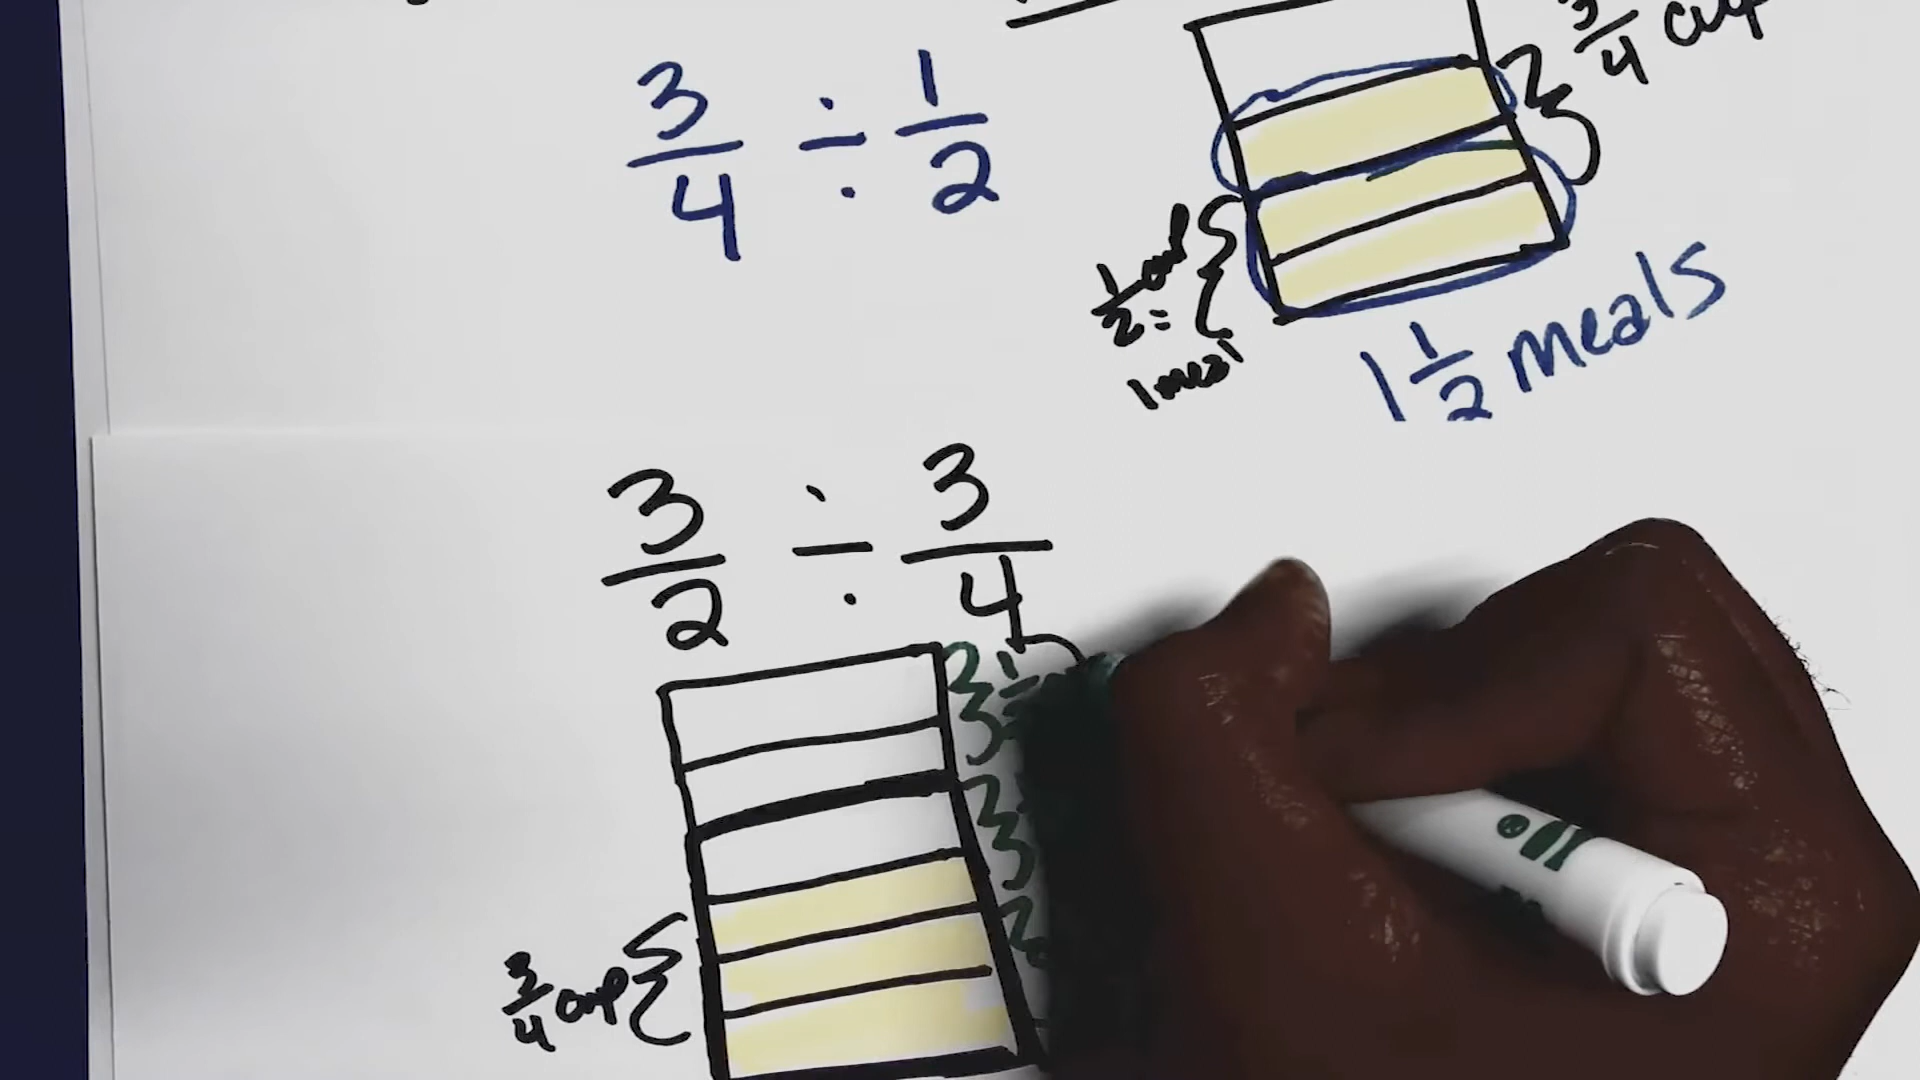 3/4 cup
3/4 ÷ 1/2
1/2 cup =
1 meal
1 1/2 meals
3/2 ÷ 3/4
3/4 cup